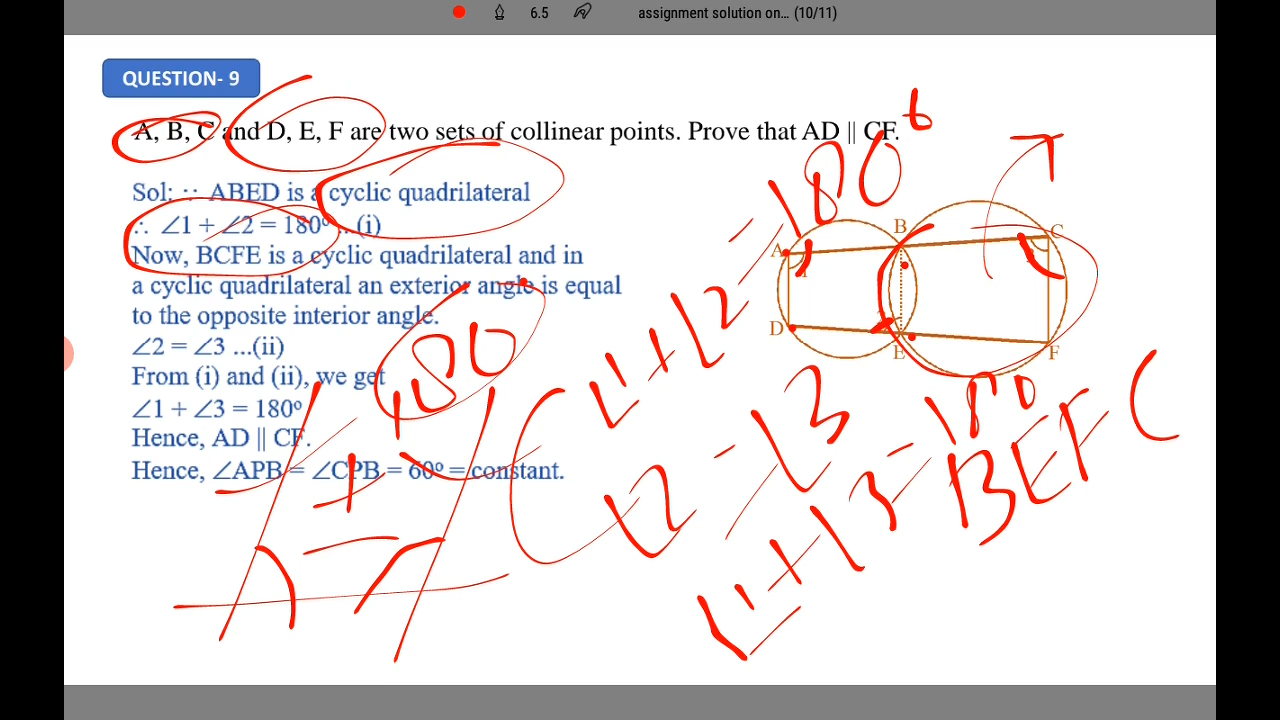 6.5 assignment solution on... (10/11)
QUESTION- 9
A, B, C and D, E, F are two sets of collinear points. Prove that AD || CF.
Sol: ∵ ABED is a cyclic quadrilateral
∴ ∠1 + ∠2 = 180º ...(i)
Now, BCFE is a cyclic quadrilateral and in
a cyclic quadrilateral an exterior angle is equal
to the opposite interior angle.
∠2 = ∠3 ...(ii)
From (i) and (ii), we get
∠1 + ∠3 = 180º
Hence, AD || CF.
Hence, ∠APB = ∠CPB = 60º = constant.
A
B
C
D
E
F
∠1+∠2=180º
∠2=∠3
∠1+∠3=180
BEFC
+ 180